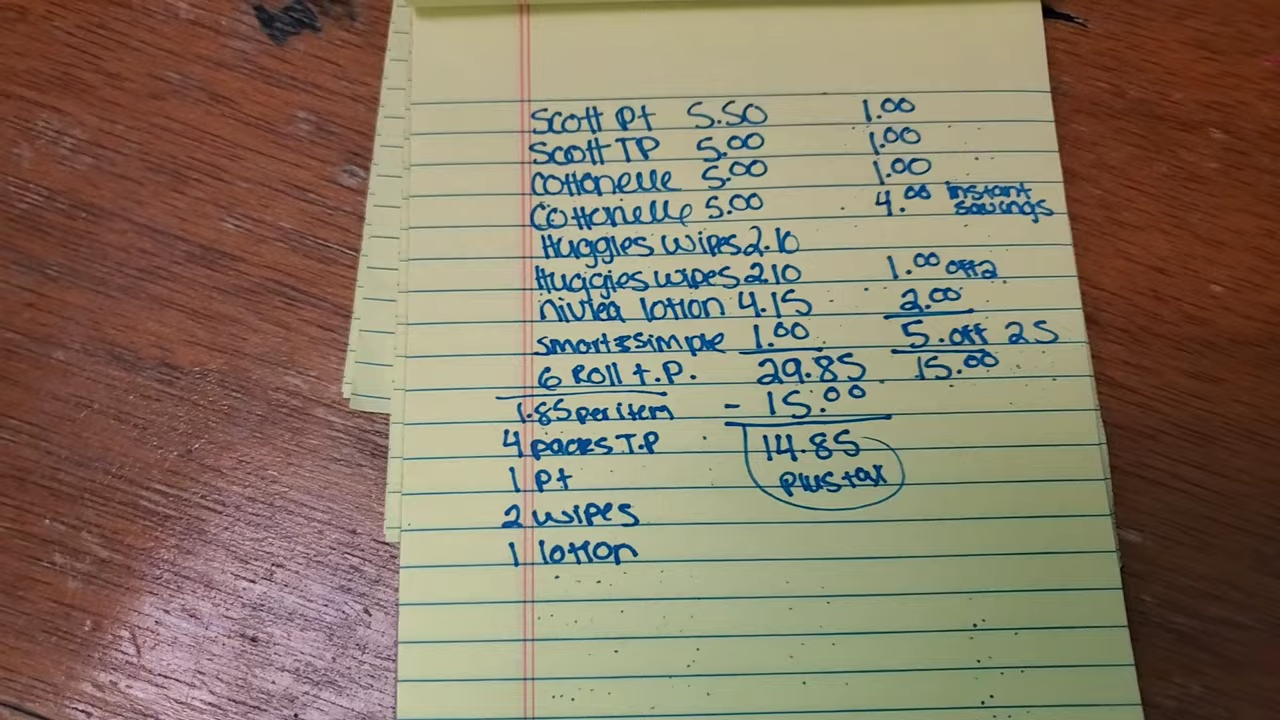 Scott Pt 5.50 1.00
Scott TP 5.00 1.00
Cottonelle 5.00 1.00
Cottonelle 5.00 4.00 instant savings
Huggies wipes 2.10
Huggies wipes 2.10 1.00 off 2
nivea lotion 4.15 2.00
smart & simple 1.00 5. off 25
6 Roll t.P. 29.85 15.00
1.85 per item - 15.00
4 packs T.P 14.85
1 pt plus tax
2 wipes
1 lotion